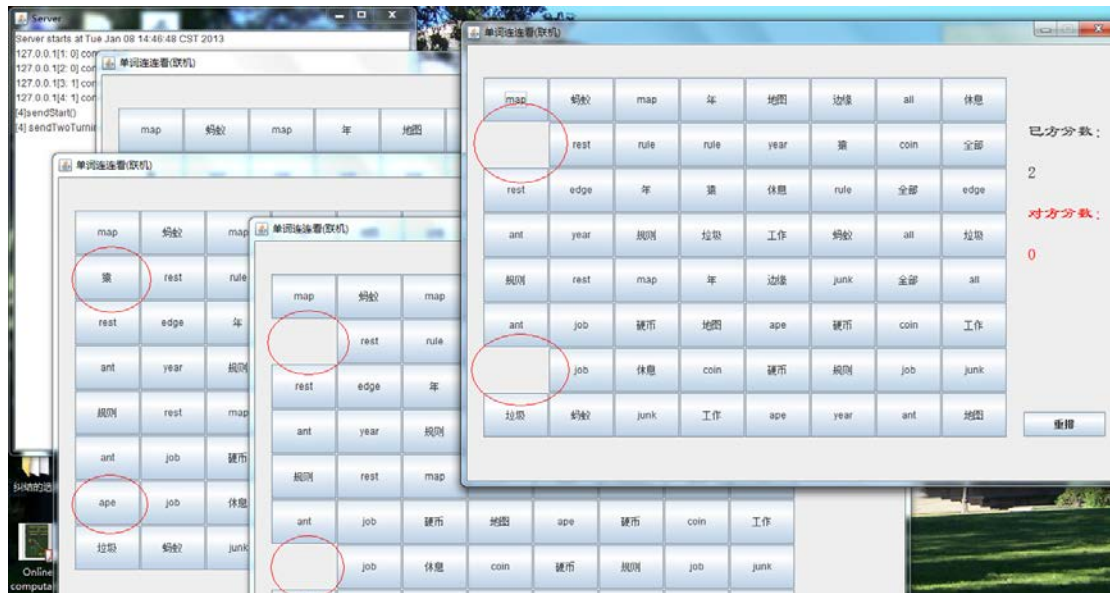 Server
Server starts at Tue Jan 08 14:46:48 CST 2013
127.0.0.1[1: 0] con
127.0.0.1[2: 0] cor
127.0.0.1[3: 1] con
127.0.0.1[4: 1] con
[4]sendStart()
[4] sendTwoTurnin
单词连连看(联机)
map 蚂蚁 map 年 地图
单词连连看(联机)
map 蚂蚁 map
猿 rest rule
rest edge 年
ant year 规则
规则 rest map
ant job 硬币
ape job 休息
垃圾 蚂蚁 junk
单词连连看(联机)
map 蚂蚁 map
rest rule
rest edge 年
ant year 规则
规则 rest map
ant job 硬币 地图 ape 硬币 coin 工作
job 休息 coin 硬币 规则 job junk
单词连连看(联机)
map 蚂蚁 map 年 地图 边缘 all 休息
rest rule rule year 猿 coin 全部
rest edge 年 猿 休息 rule 全部 edge
ant year 规则 垃圾 工作 蚂蚁 all 垃圾
规则 rest map 年 边缘 junk 全部 all
ant job 硬币 地图 ape 硬币 coin 工作
job 休息 coin 硬币 规则 job junk
垃圾 蚂蚁 junk 工作 ape year ant 地图
已方分数：
2
对方分数：
0
重排
Online
computa